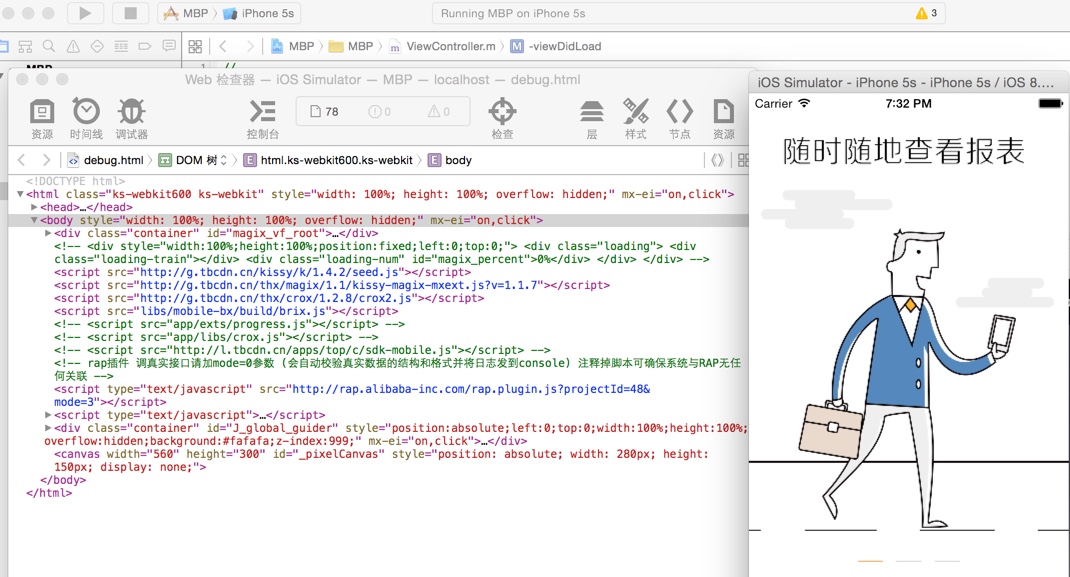 MBP iPhone 5s
Running MBP on iPhone 5s
3
MBP MBP ViewController.m -viewDidLoad
1 //
Web 检查器 — iOS Simulator — MBP — localhost — debug.html
78 0 0
资源 时间线 调试器 控制台 检查 层 样式 节点 资源
debug.html DOM 树 E html.ks-webkit600.ks-webkit E body
<!DOCTYPE html>
<html class="ks-webkit600 ks-webkit" style="width: 100%; height: 100%; overflow: hidden;" mx-ei="on,click">
<head>…</head>
<body style="width: 100%; height: 100%; overflow: hidden;" mx-ei="on,click">
<div class="container" id="magix_vf_root">…</div>
<!-- <div style="width:100%;height:100%;position:fixed;left:0;top:0;"> <div class="loading"> <div
class="loading-train"></div> <div class="loading-num" id="magix_percent">0%</div> </div> </div> -->
<script src="http://g.tbcdn.cn/kissy/k/1.4.2/seed.js"></script>
<script src="http://g.tbcdn.cn/thx/magix/1.1/kissy-magix-mxext.js?v=1.1.7"></script>
<script src="http://g.tbcdn.cn/thx/crox/1.2.8/crox2.js"></script>
<script src="libs/mobile-bx/build/brix.js"></script>
<!-- <script src="app/exts/progress.js"></script> -->
<!-- <script src="app/libs/crox.js"></script> -->
<!-- <script src="http://l.tbcdn.cn/apps/top/c/sdk-mobile.js"></script> -->
<!-- rap插件 调真实接口请加mode=0参数 (会自动校验真实数据的结构和格式并将日志发到console) 注释掉脚本可确保系统与RAP无任
何关联 -->
<script type="text/javascript" src="http://rap.alibaba-inc.com/rap.plugin.js?projectId=48&
mode=3"></script>
<script type="text/javascript">…</script>
<div class="container" id="J_global_guider" style="position:absolute;left:0;top:0;width:100%;height:100%;
overflow:hidden;background:#fafafa;z-index:999;" mx-ei="on,click">…</div>
<canvas width="560" height="300" id="_pixelCanvas" style="position: absolute; width: 280px; height:
150px; display: none;">
</body>
</html>
iOS Simulator - iPhone 5s - iPhone 5s / iOS 8....
Carrier 7:32 PM
随时随地查看报表